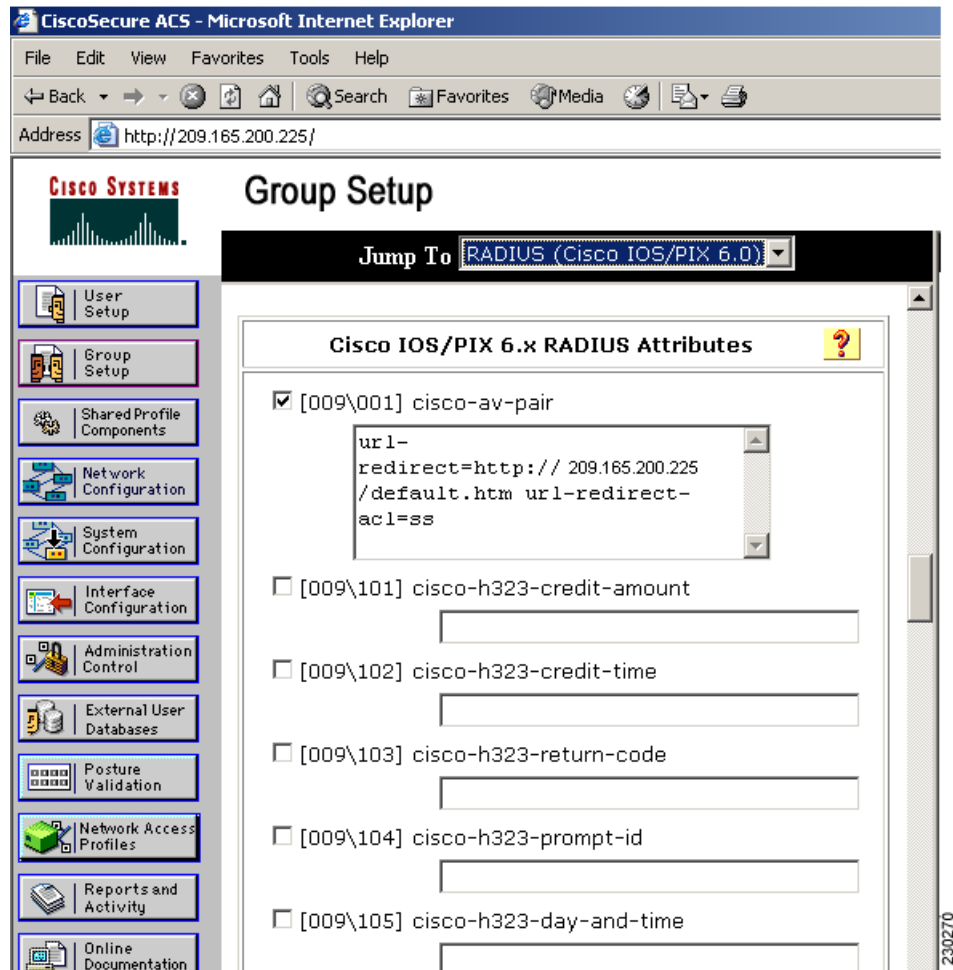 CiscoSecure ACS - Microsoft Internet Explorer
File Edit View Favorites Tools Help
Back Search Favorites Media
Address http://209.165.200.225/
CISCO SYSTEMS
Group Setup
Jump To RADIUS (Cisco IOS/PIX 6.0)
User
Setup
Group
Setup
Shared Profile
Components
Network
Configuration
System
Configuration
Interface
Configuration
Administration
Control
External User
Databases
Posture
Validation
Network Access
Profiles
Reports and
Activity
Online
Documentation
Cisco IOS/PIX 6.x RADIUS Attributes ?
[009\001] cisco-av-pair
url-
redirect=http:// 209.165.200.225
/default.htm url-redirect-
acl=ss
[009\101] cisco-h323-credit-amount
[009\102] cisco-h323-credit-time
[009\103] cisco-h323-return-code
[009\104] cisco-h323-prompt-id
[009\105] cisco-h323-day-and-time
230270